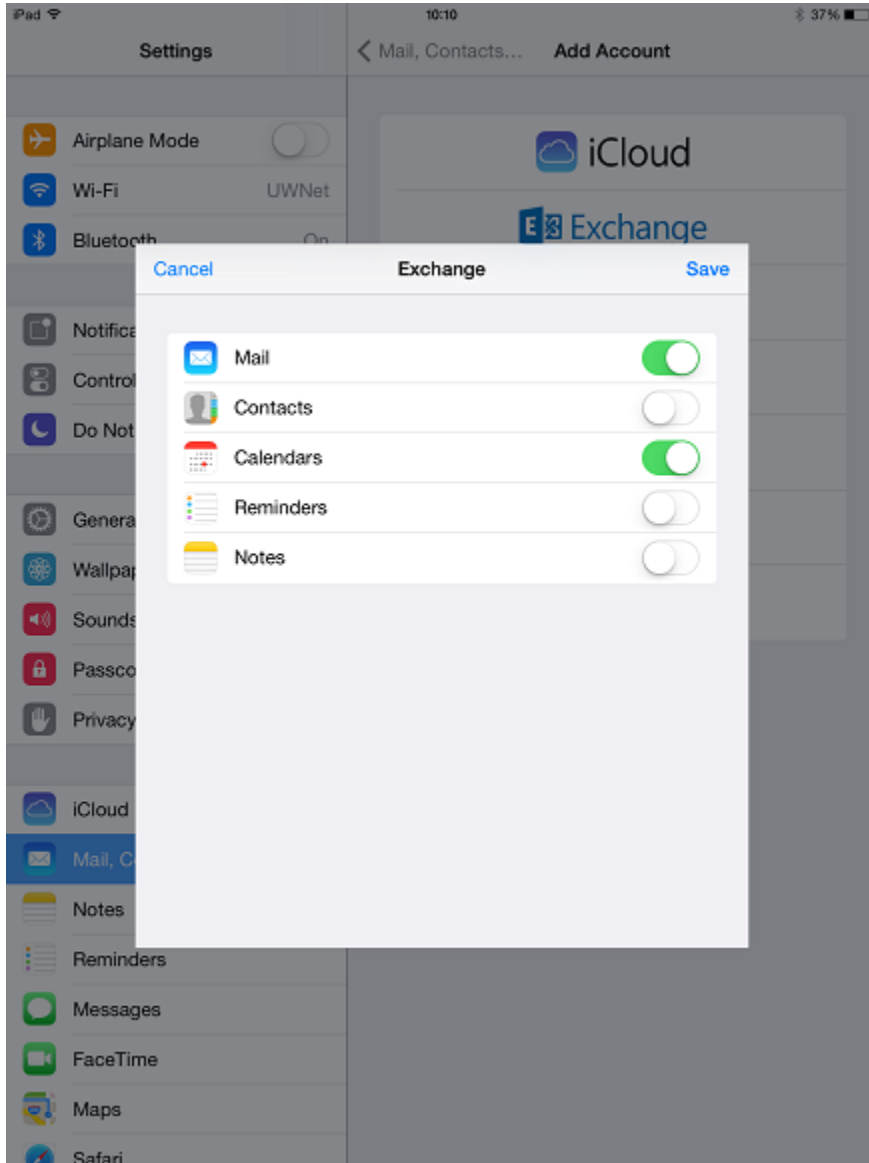 iPad 10:10 37%
Settings
Mail, Contacts... Add Account
Airplane Mode
Wi-Fi UWNet
Bluetooth On
iCloud
E Exchange
Cancel Exchange Save
Mail
Contacts
Calendars
Reminders
Notes
Notifica
Control
Do Not
Genera
Wallpap
Sounds
Passco
Privacy
iCloud
Mail, C
Notes
Reminders
Messages
FaceTime
Maps
Safari